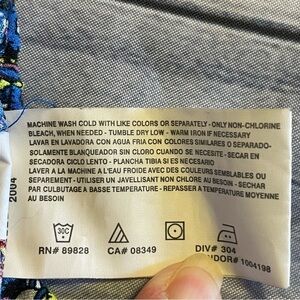 MACHINE WASH COLD WITH LIKE COLORS OR SEPARATELY - ONLY NON-CHLORINE
BLEACH, WHEN NEEDED - TUMBLE DRY LOW - WARM IRON IF NECESSARY
LAVAR EN LAVADORA CON AGUA FRIA CON COLORES SIMILARES O SEPARADO-
SOLAMENTE BLANQUEADOR SIN CLORO CUANDO SE NECESITE - SECAR EN
SECADORA CICLO LENTO - PLANCHA TIBIA SI ES NECESARIO
LAVER A LA MACHINE A L'EAU FROIDE AVEC DES COULEURS SEMBLABLES OU
SEPAREMENT - UTILISER UN JAVELLISANT NON CHLORE AU BESOIN - SECHAR
PAR CULBUTAGE A BASSE TEMPERATURE - REPASSER A TEMPERATURE MOYENNE
AU BESOIN
2004
30C
RN# 89828 CA# 08349 DIV# 304
NDOR# 1004198